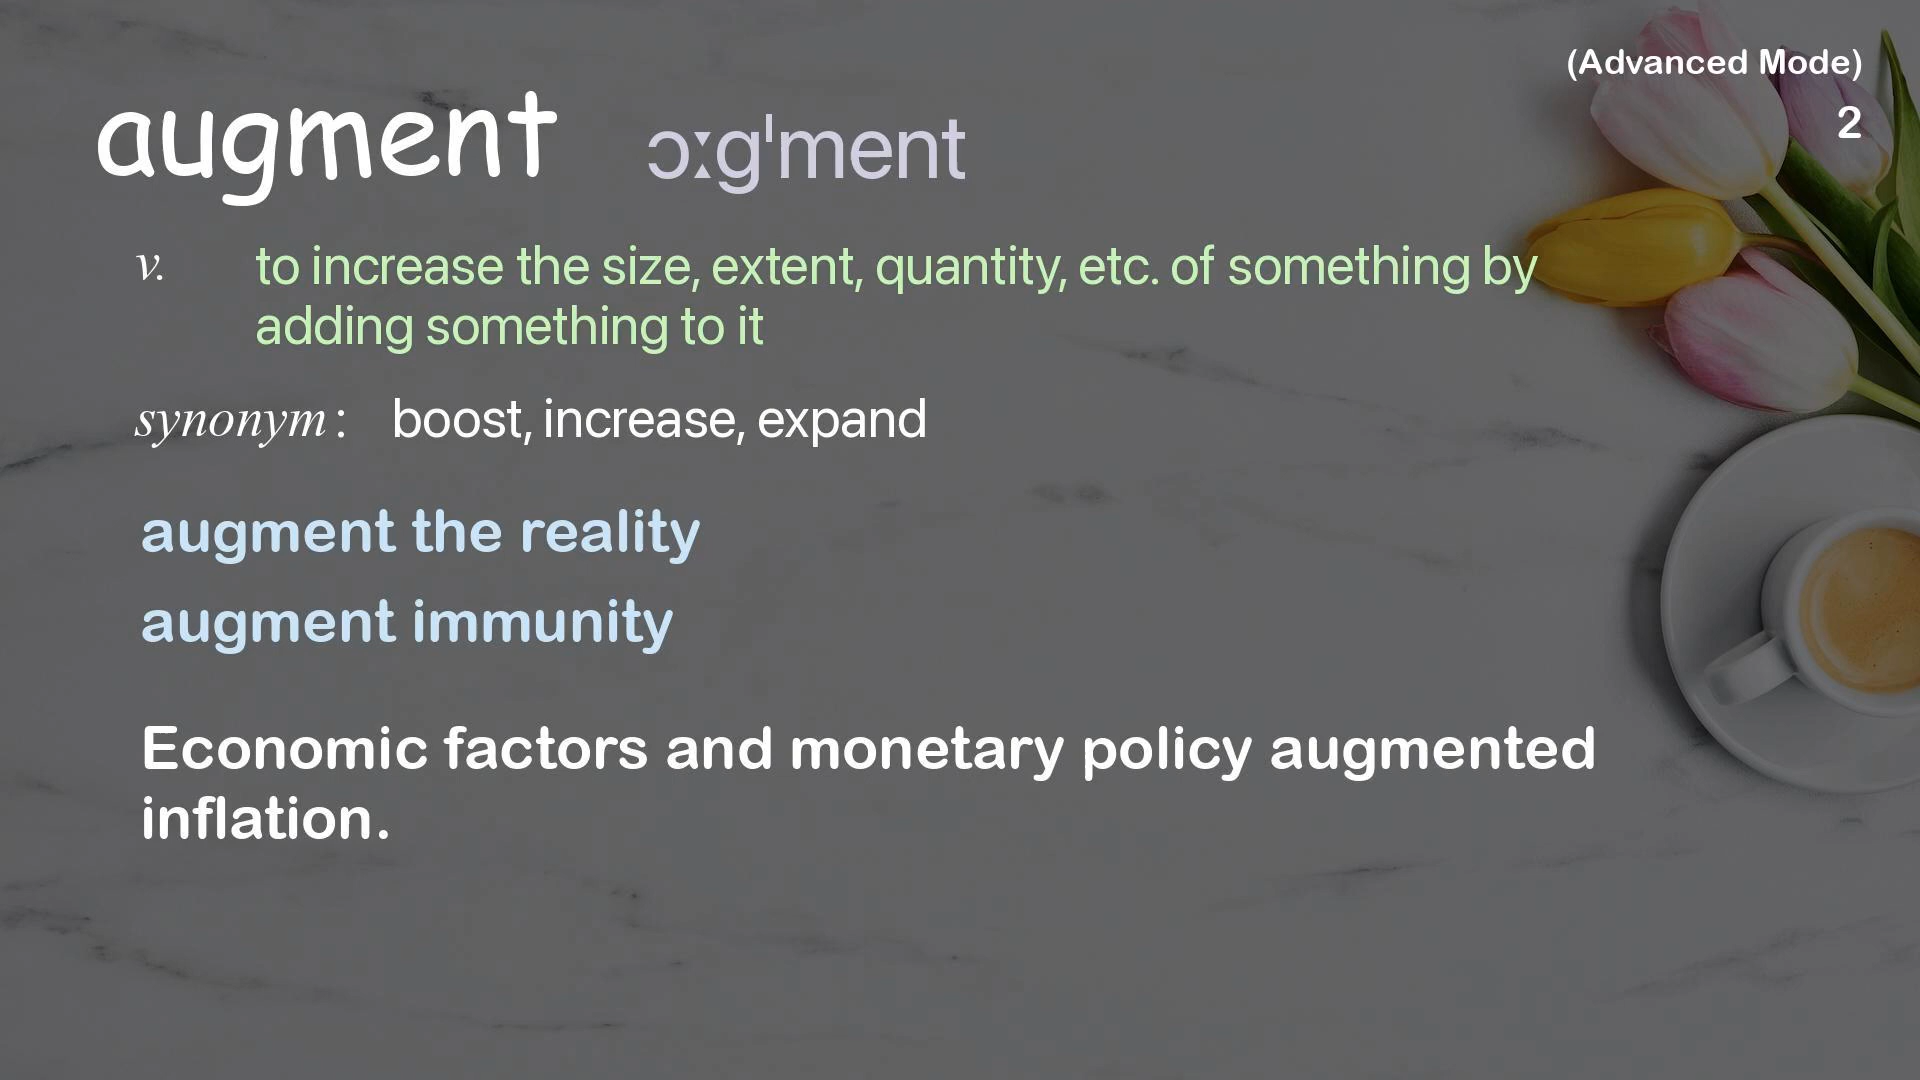 (Advanced Mode)
2
augment ɔːgˈment
v. to increase the size, extent, quantity, etc. of something by
adding something to it
synonym: boost, increase, expand
augment the reality
augment immunity
Economic factors and monetary policy augmented
inflation.